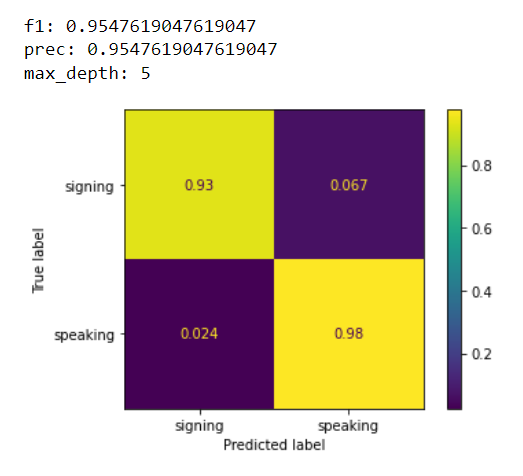 f1: 0.9547619047619047
prec: 0.9547619047619047
max_depth: 5
signing
0.93
0.067
speaking
0.024
0.98
signing
speaking
Predicted label
True label
0.8
0.6
0.4
0.2